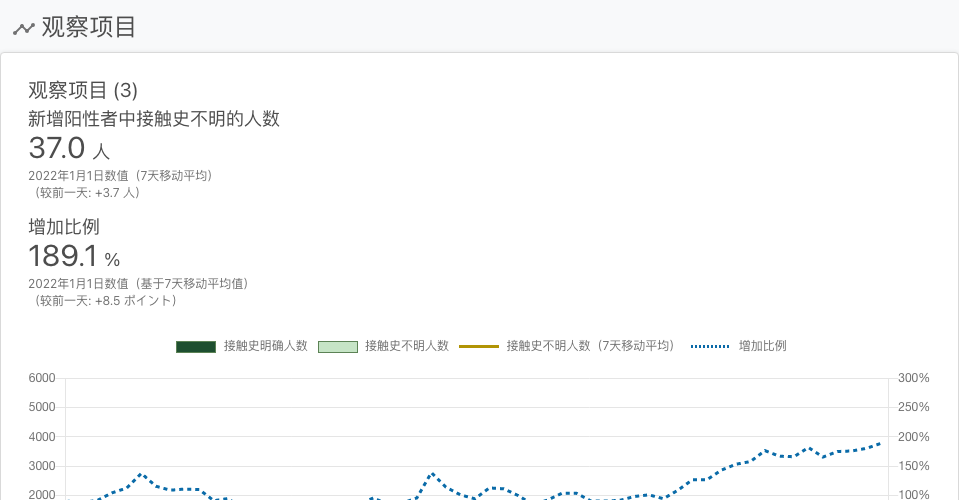 观察项目
观察项目 (3)
新增阳性者中接触史不明的人数
37.0 人
2022年1月1日数值（7天移动平均）
（较前一天: +3.7 人）
增加比例
189.1 %
2022年1月1日数值（基于7天移动平均值）
（较前一天: +8.5 ポイント）
接触史明确人数 接触史不明人数 接触史不明人数（7天移动平均） 增加比例
6000 300%
5000 250%
4000 200%
3000 150%
2000 100%